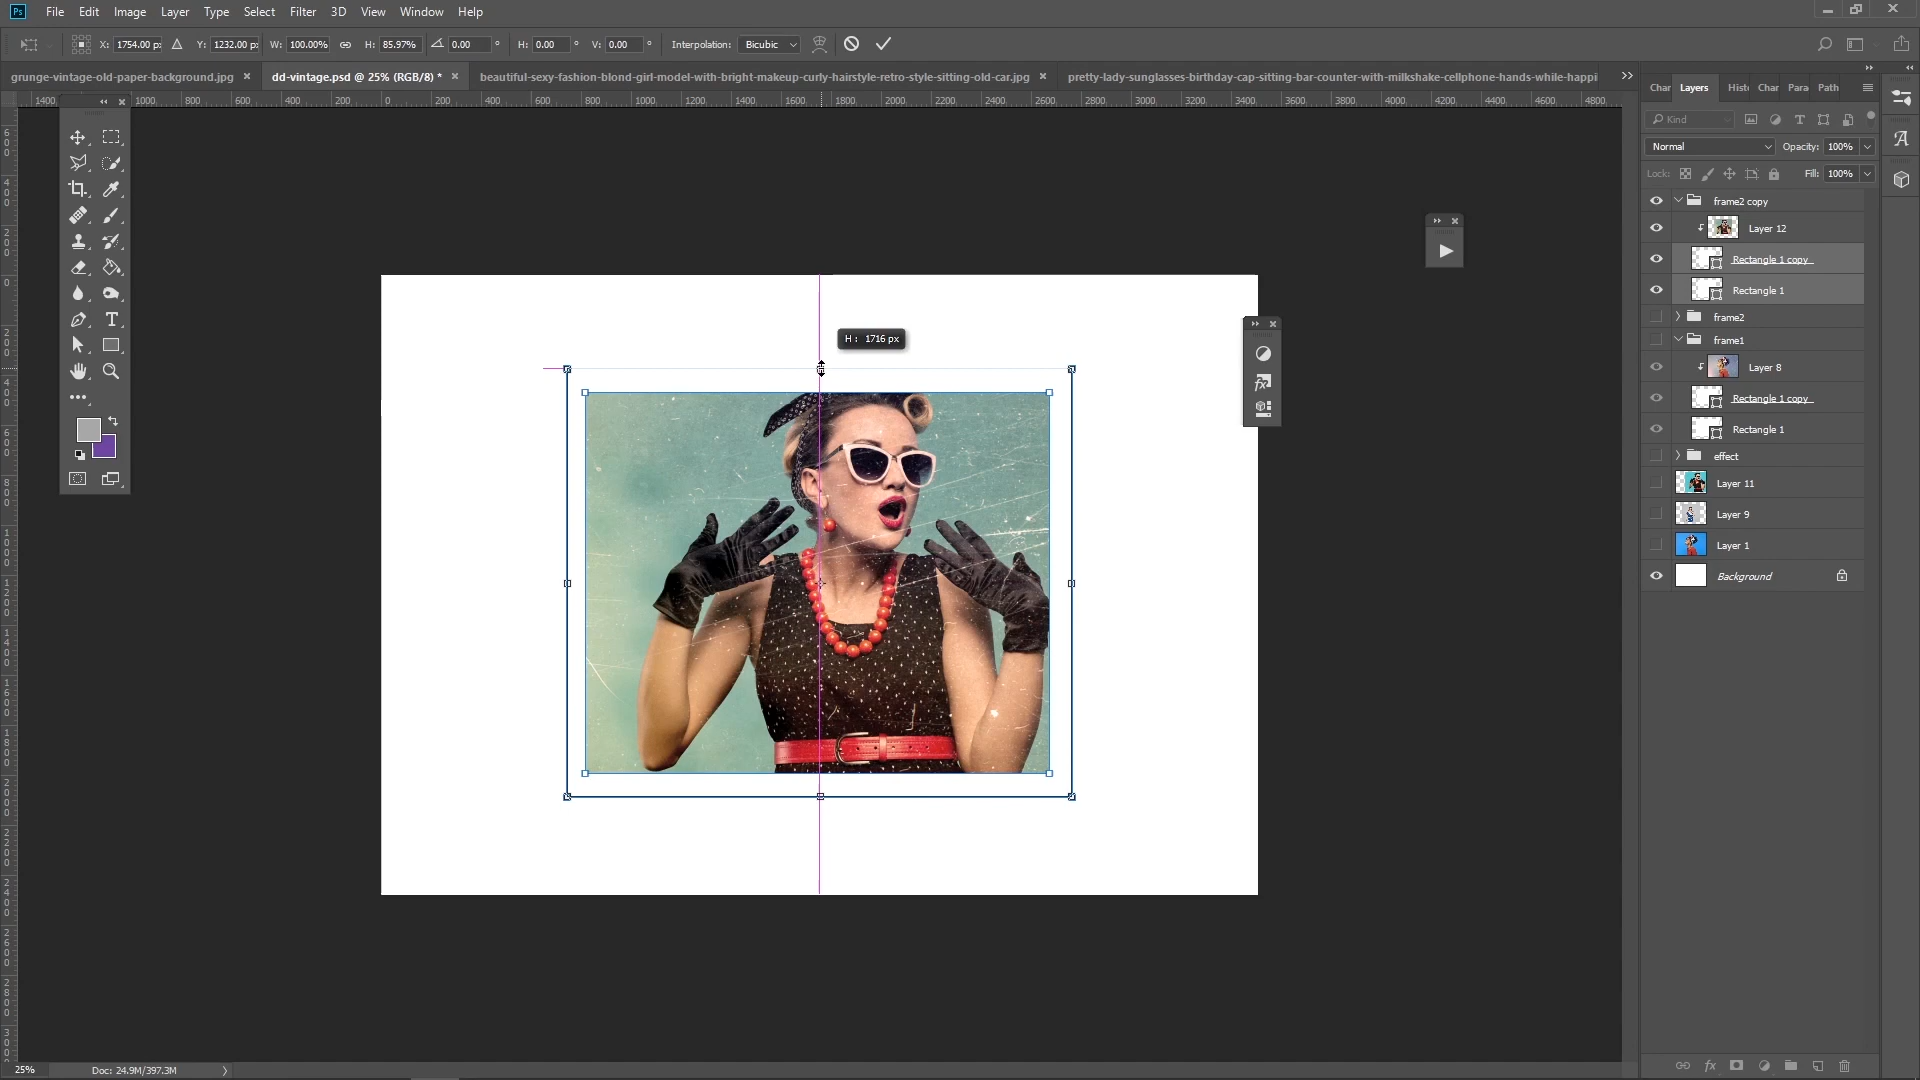 Ps File Edit Image Layer Type Select Filter 3D View Window Help
X: 1754.00 p: Y: 1232.00 p: W: 100.00% H: 85.97% 0.00 ° H: 0.00 ° V: 0.00 ° Interpolation: Bicubic
grunge-vintage-old-paper-background.jpg × dd-vintage.psd @ 25% (RGB/8) * × beautiful-sexy-fashion-blond-girl-model-with-bright-makeup-curly-hairstyle-retro-style-sitting-old-car.jpg × pretty-lady-sunglasses-birthday-cap-sitting-bar-counter-with-milkshake-cellphone-hands-while-happi
1400 1000 800 600 400 200 0 200 400 600 800 1000 1200 1400 1600 1800 2000 2200 2400 2600 2800 3000 3200 3400 3600 3800 4000 4200 4400 4600 4800
Char Layers Histo Char Para Path
Kind
Normal Opacity: 100%
Lock: Fill: 100%
frame2 copy
Layer 12
Rectangle 1 copy
Rectangle 1
frame2
frame1
Layer 8
Rectangle 1 copy
Rectangle 1
effect
Layer 11
Layer 9
Layer 1
Background
H : 1716 px
25% Doc: 24.9M/397.3M